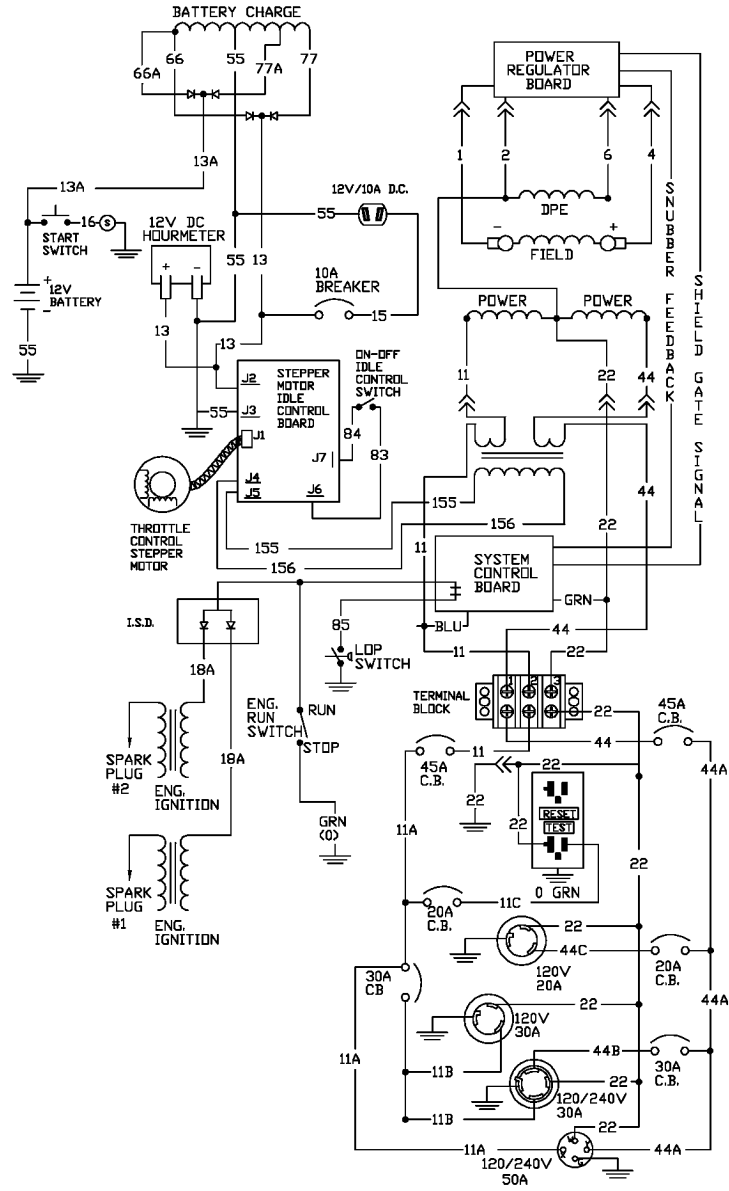 BATTERY CHARGE
66
55
77
66A
77A
13A
13A
START
SWITCH
16
S
12V DC
HOURMETER
+
-
12V/10A D.C.
55
55
13
10A
BREAKER
15
+
12V
BATTERY
-
55
13
13
55
STEPPER
MOTOR
IDLE
CONTROL
BOARD
J2
J3
J1
J7
J4
J5
J6
ON-OFF
IDLE
CONTROL
SWITCH
84
83
THROTTLE
CONTROL
STEPPER
MOTOR
155
156
155
156
POWER
REGULATOR
BOARD
1
2
6
4
DPE
-
+
FIELD
SNUBBER FEEDBACK
SHIELD GATE SIGNAL
POWER
POWER
11
22
44
44
22
11
SYSTEM
CONTROL
BOARD
GRN
BLU
44
11
22
85
LOP
SWITCH
I.S.D.
18A
18A
SPARK
PLUG
#2
ENG.
IGNITION
SPARK
PLUG
#1
ENG.
IGNITION
ENG.
RUN
SWITCH
RUN
STOP
GRN
(0)
TERMINAL
BLOCK
1
2
3
22
45A
C.B.
44
44A
11
45A
C.B.
22
22
22
RESET
TEST
0 GRN
11A
22
11C
20A
C.B.
22
44C
120V
20A
20A
C.B.
30A
CB
22
120V
30A
44A
11A
44B
30A
C.B.
11B
22
120/240V
30A
11B
22
11A
W
X
Y
G
44A
120/240V
50A